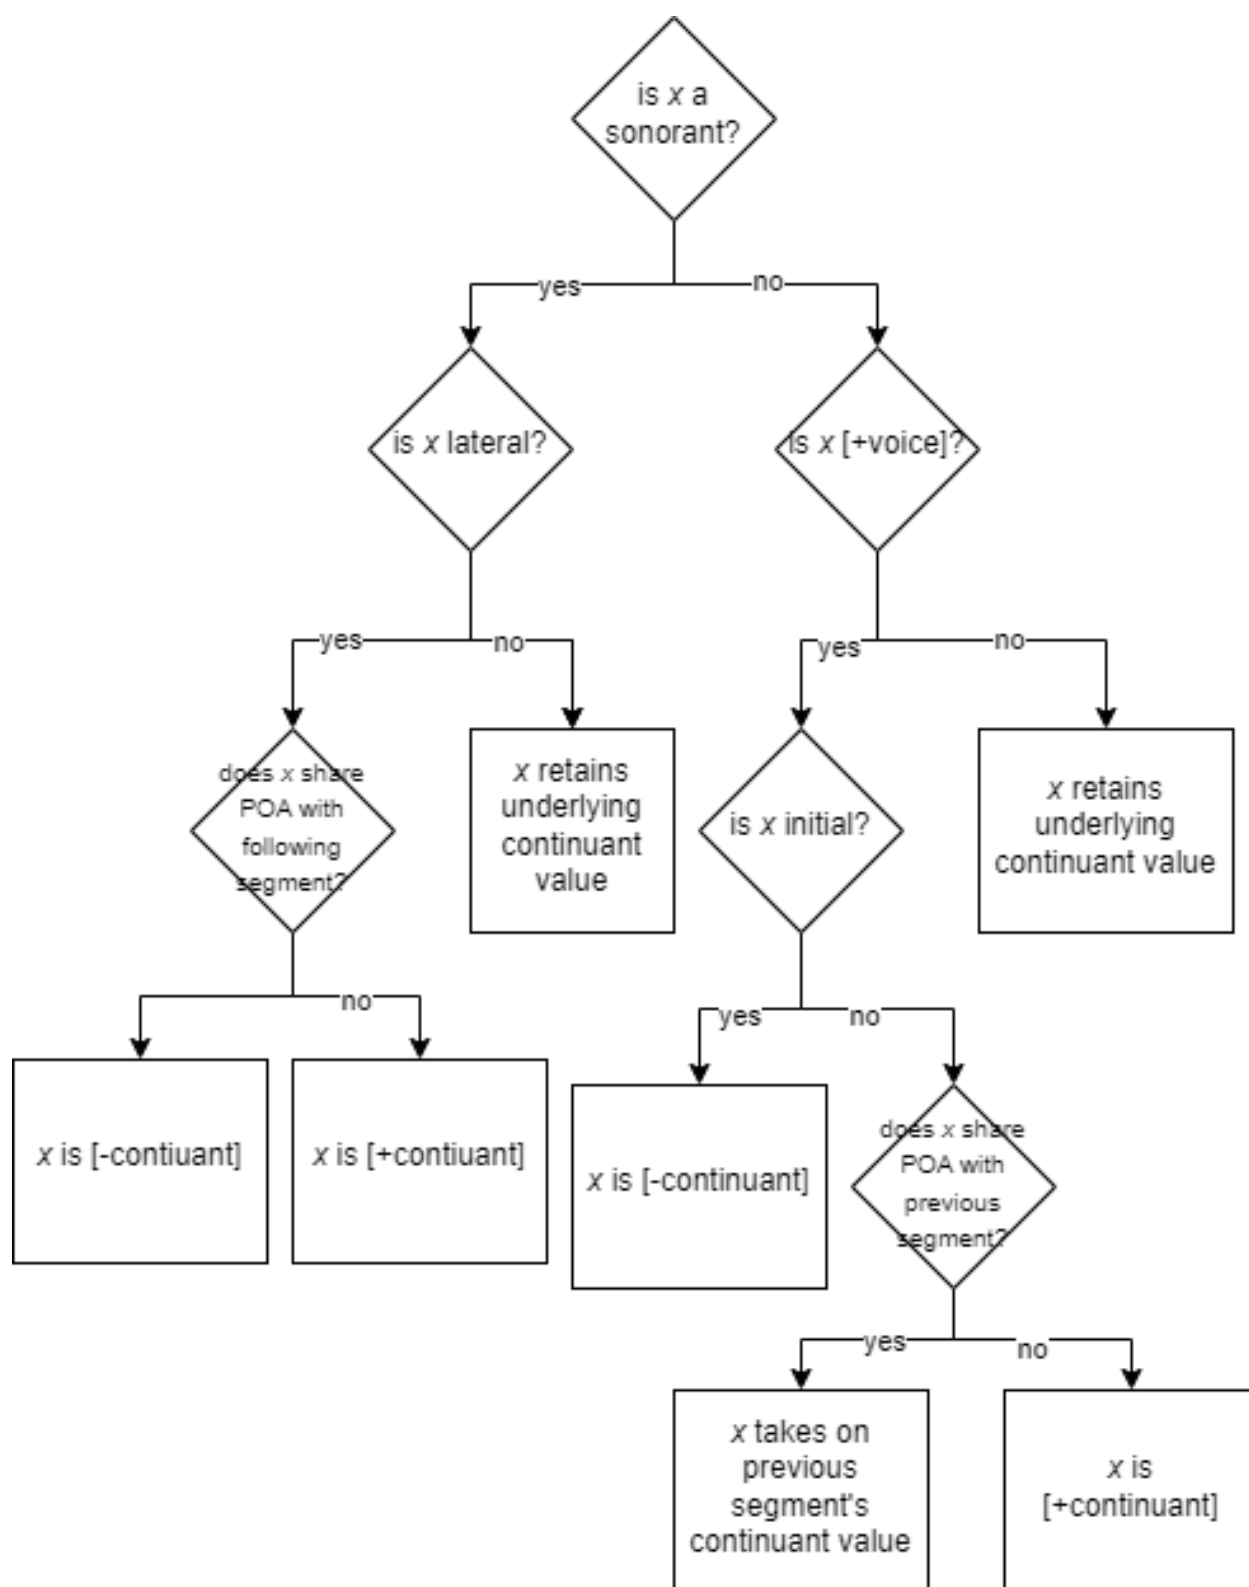 is x a
sonorant?
yes
no
is x lateral?
is x [+voice]?
yes
no
yes
no
does x share
POA with
following
segment?
x retains
underlying
continuant
value
is x initial?
x retains
underlying
continuant value
no
yes
no
x is [-contiuant]
x is [+contiuant]
x is [-continuant]
does x share
POA with
previous
segment?
yes
no
x takes on
previous
segment's
continuant value
x is
[+continuant]